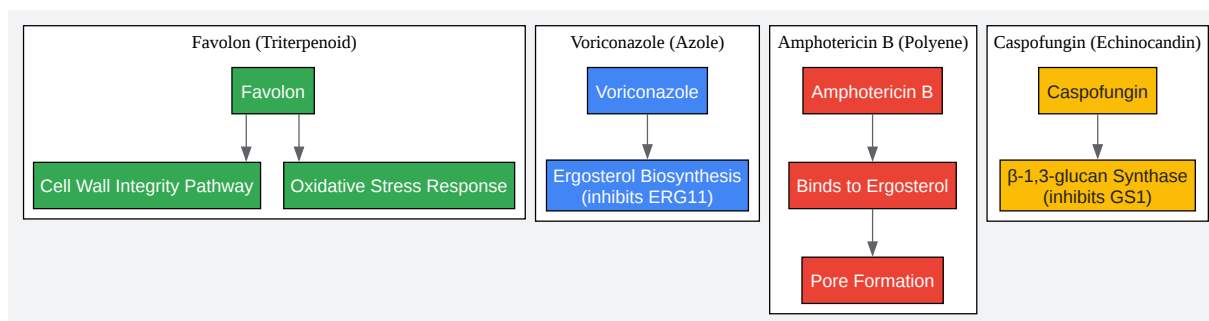 Favolon (Triterpenoid)
Favolon
Cell Wall Integrity Pathway
Oxidative Stress Response
Voriconazole (Azole)
Voriconazole
Ergosterol Biosynthesis
(inhibits ERG11)
Amphotericin B (Polyene)
Amphotericin B
Binds to Ergosterol
Pore Formation
Caspofungin (Echinocandin)
Caspofungin
β-1,3-glucan Synthase
(inhibits GS1)